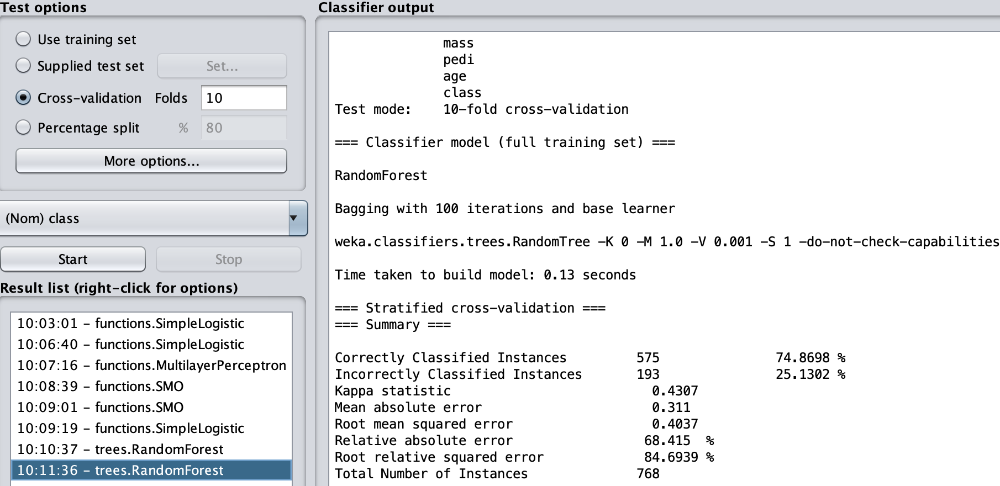 Test options
Use training set
Supplied test set Set...
Cross-validation Folds 10
Percentage split % 80
More options...
(Nom) class
Start Stop
Result list (right-click for options)
10:03:01 - functions.SimpleLogistic
10:06:40 - functions.SimpleLogistic
10:07:16 - functions.MultilayerPerceptron
10:08:39 - functions.SMO
10:09:01 - functions.SMO
10:09:19 - functions.SimpleLogistic
10:10:37 - trees.RandomForest
10:11:36 - trees.RandomForest
Classifier output
mass
pedi
age
class
Test mode: 10-fold cross-validation
=== Classifier model (full training set) ===
RandomForest
Bagging with 100 iterations and base learner
weka.classifiers.trees.RandomTree -K 0 -M 1.0 -V 0.001 -S 1 -do-not-check-capabilities
Time taken to build model: 0.13 seconds
=== Stratified cross-validation ===
=== Summary ===
Correctly Classified Instances 575 74.8698 %
Incorrectly Classified Instances 193 25.1302 %
Kappa statistic 0.4307
Mean absolute error 0.311
Root mean squared error 0.4037
Relative absolute error 68.415 %
Root relative squared error 84.6939 %
Total Number of Instances 768